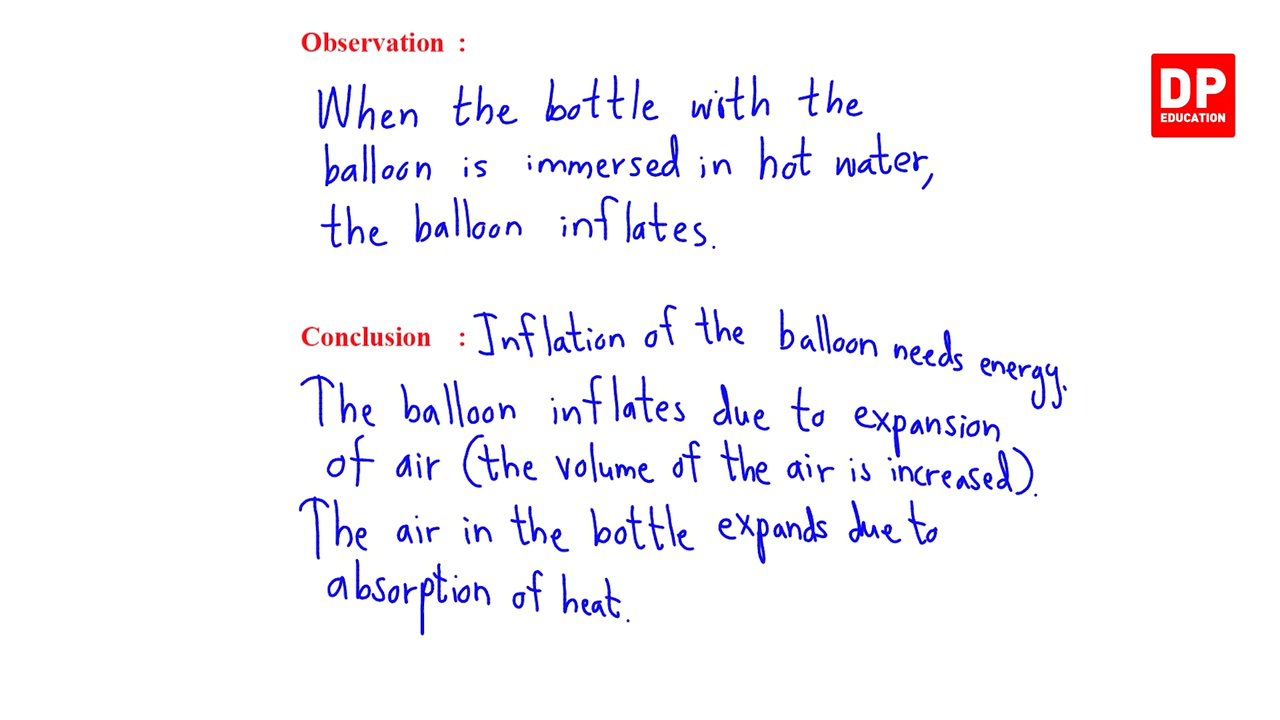 Observation :
When the bottle with the
balloon is immersed in hot water,
the balloon inflates.
Conclusion : Inflation of the balloon needs energy.
The balloon inflates due to expansion
of air (the volume of the air is increased).
The air in the bottle expands due to
absorption of heat.
DP
EDUCATION